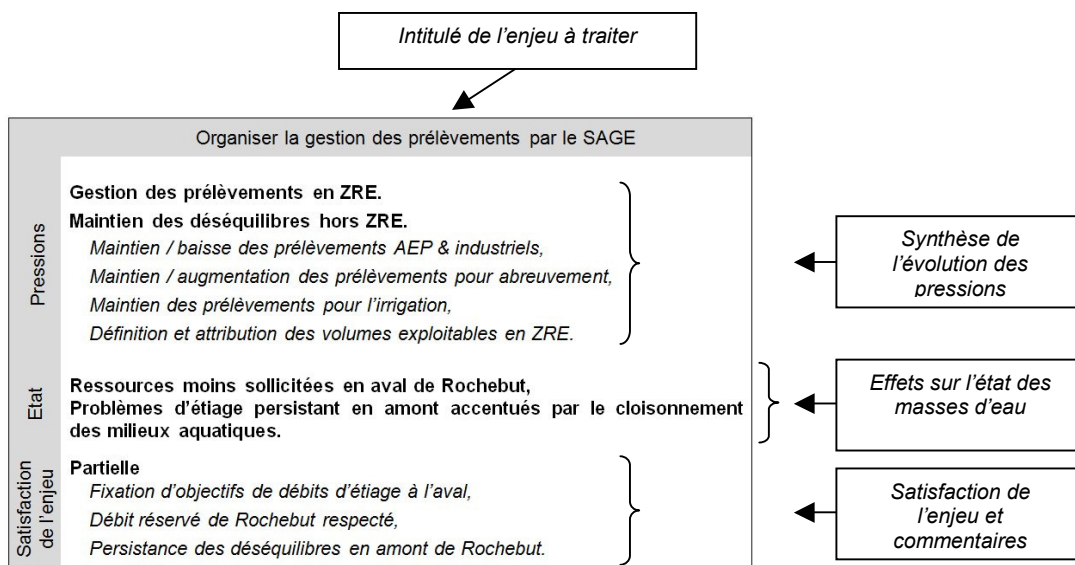 Intitulé de l’enjeu à traiter
Organiser la gestion des prélèvements par le SAGE
Pressions
Gestion des prélèvements en ZRE.
Maintien des déséquilibres hors ZRE.
Maintien / baisse des prélèvements AEP & industriels,
Maintien / augmentation des prélèvements pour abreuvement,
Maintien des prélèvements pour l’irrigation,
Définition et attribution des volumes exploitables en ZRE.
Synthèse de
l’évolution des
pressions
Etat
Ressources moins sollicitées en aval de Rochebut,
Problèmes d’étiage persistant en amont accentués par le cloisonnement
des milieux aquatiques.
Effets sur l’état des
masses d’eau
Satisfaction
de l’enjeu
Partielle
Fixation d’objectifs de débits d’étiage à l’aval,
Débit réservé de Rochebut respecté,
Persistance des déséquilibres en amont de Rochebut.
Satisfaction de
l’enjeu et
commentaires